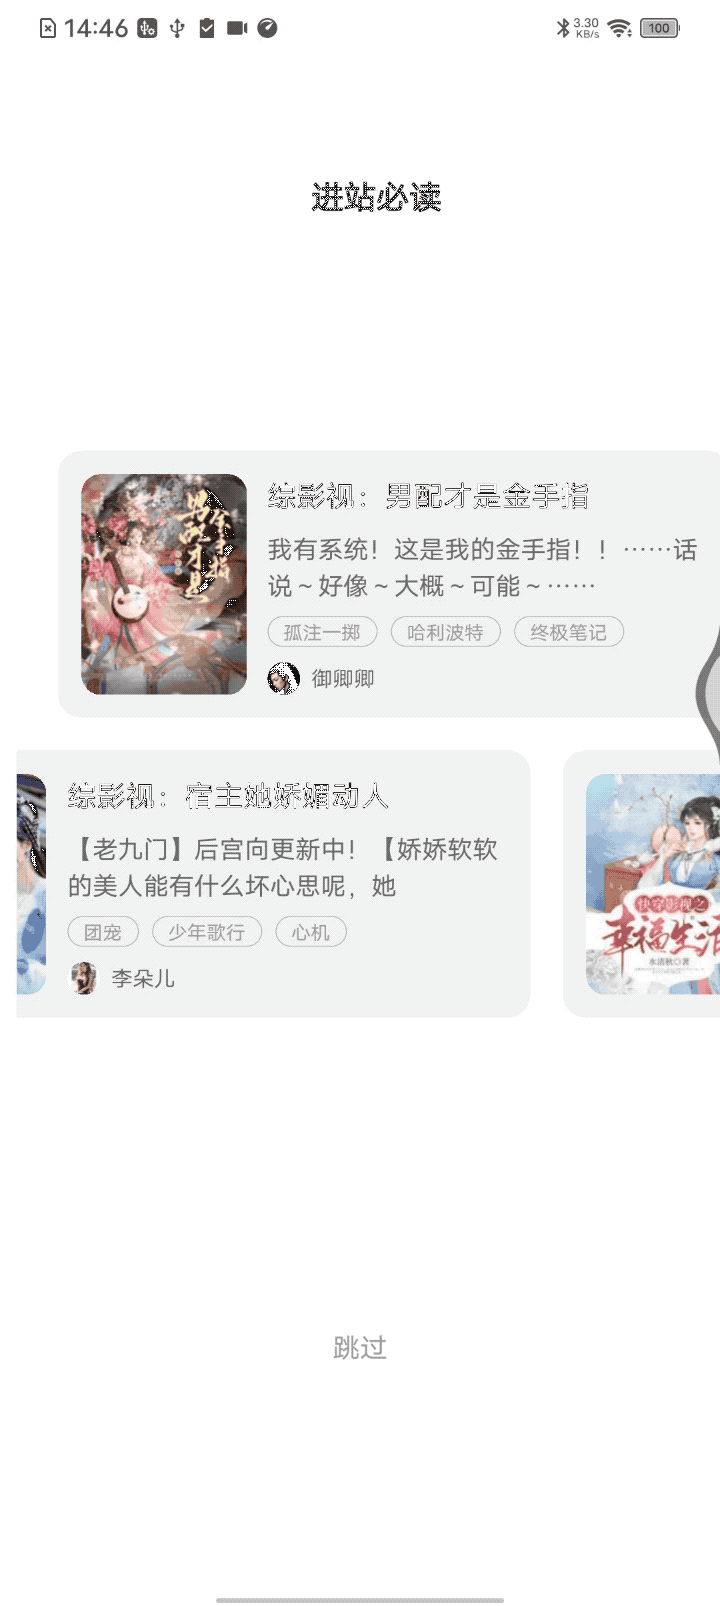 14:46
3.30
KB/s
100
进站必读
男配才是
金手指
综影视：男配才是金手指
我有系统！这是我的金手指！！……话
说～好像～大概～可能～……
孤注一掷
哈利波特
终极笔记
御卿卿
综影视：宿主她娇媚动人
【老九门】后宫向更新中！【娇娇软软
的美人能有什么坏心思呢，她
团宠
少年歌行
心机
李朵儿
快穿影视之
幸福生活
水清秋◎著
跳过